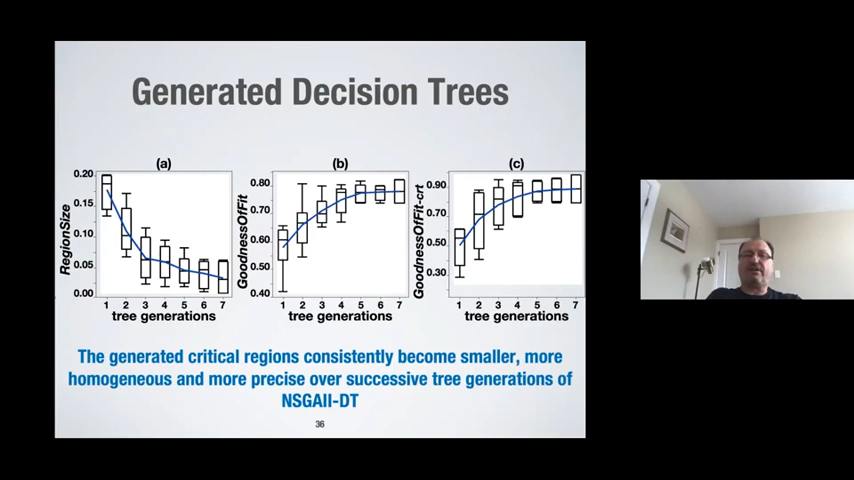 Generated Decision Trees
(a)
0.20
0.15
0.10
0.05
0.00
RegionSize
1 2 3 4 5 6 7
tree generations
(b)
0.80
0.70
0.60
0.50
0.40
GoodnessOfFit
1 2 3 4 5 6 7
tree generations
(c)
0.90
0.70
0.50
0.30
GoodnessOfFit-crt
1 2 3 4 5 6 7
tree generations
The generated critical regions consistently become smaller, more
homogeneous and more precise over successive tree generations of
NSGAII-DT
36